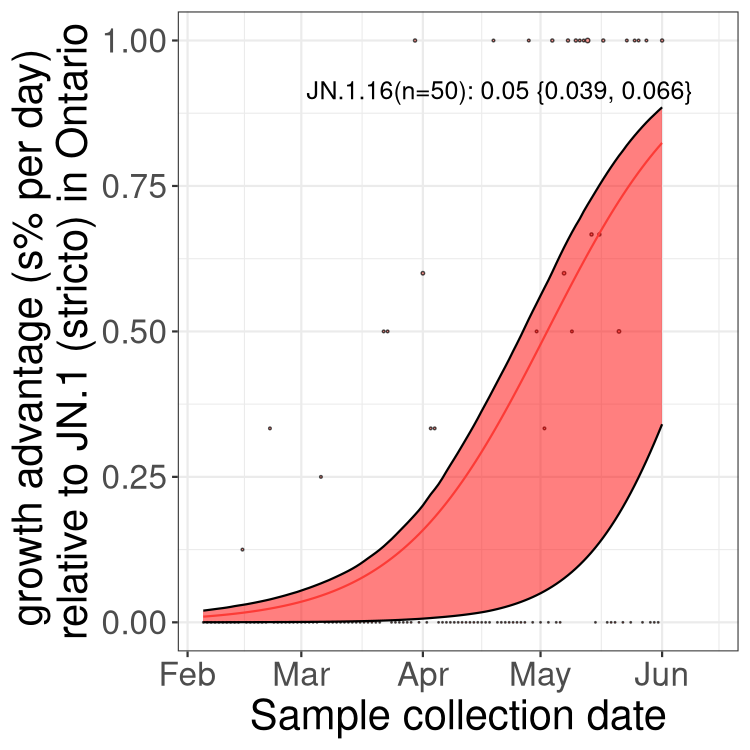 growth advantage (s% per day)
relative to JN.1 (stricto) in Ontario
1.00
0.75
0.50
0.25
0.00
JN.1.16(n=50): 0.05 {0.039, 0.066}
Feb Mar Apr May Jun
Sample collection date